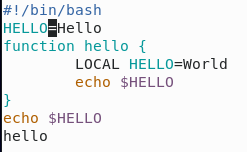 #!/bin/bash
HELLO=Hello
function hello {
        LOCAL HELLO=World
        echo $HELLO
}
echo $HELLO
hello